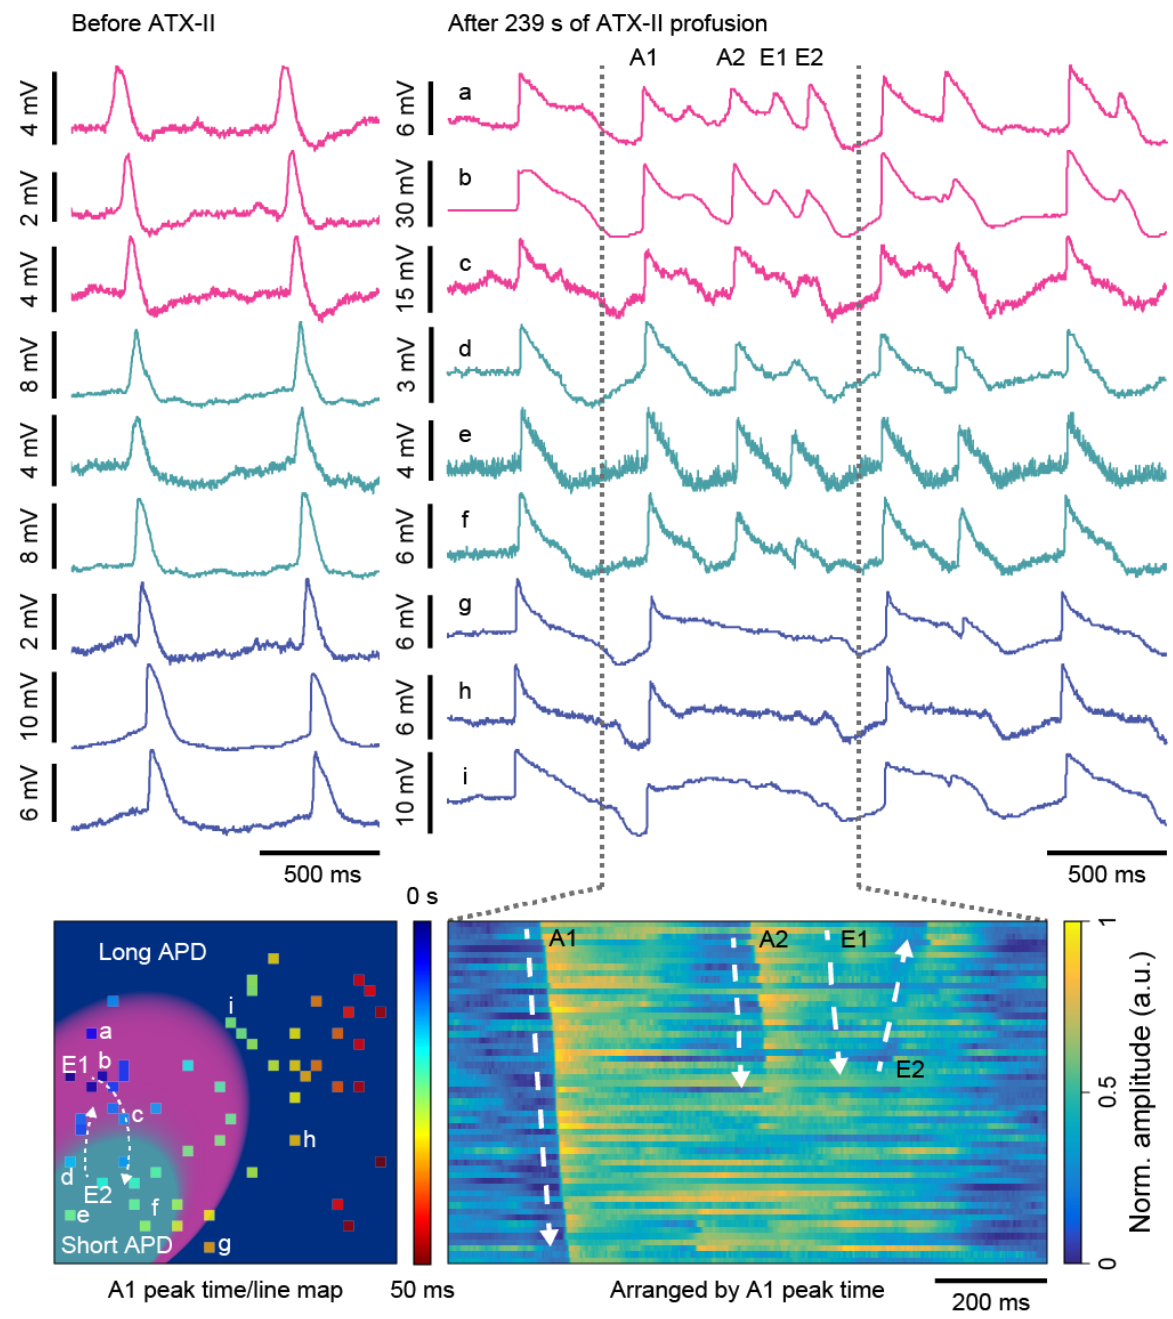 Before ATX-II
After 239 s of ATX-II profusion
A1 A2 E1 E2
4 mV
6 mV
a
2 mV
30 mV
b
4 mV
15 mV
c
8 mV
3 mV
d
4 mV
4 mV
e
8 mV
6 mV
f
2 mV
6 mV
g
10 mV
6 mV
h
6 mV
10 mV
i
500 ms
500 ms
0 s
Long APD
i
a
E1 b
c
h
d
E2
e
f
Short APD
g
50 ms
A1 peak time/line map
A1 A2 E1
E2
Arranged by A1 peak time
200 ms
1
0.5
0
Norm. amplitude (a.u.)